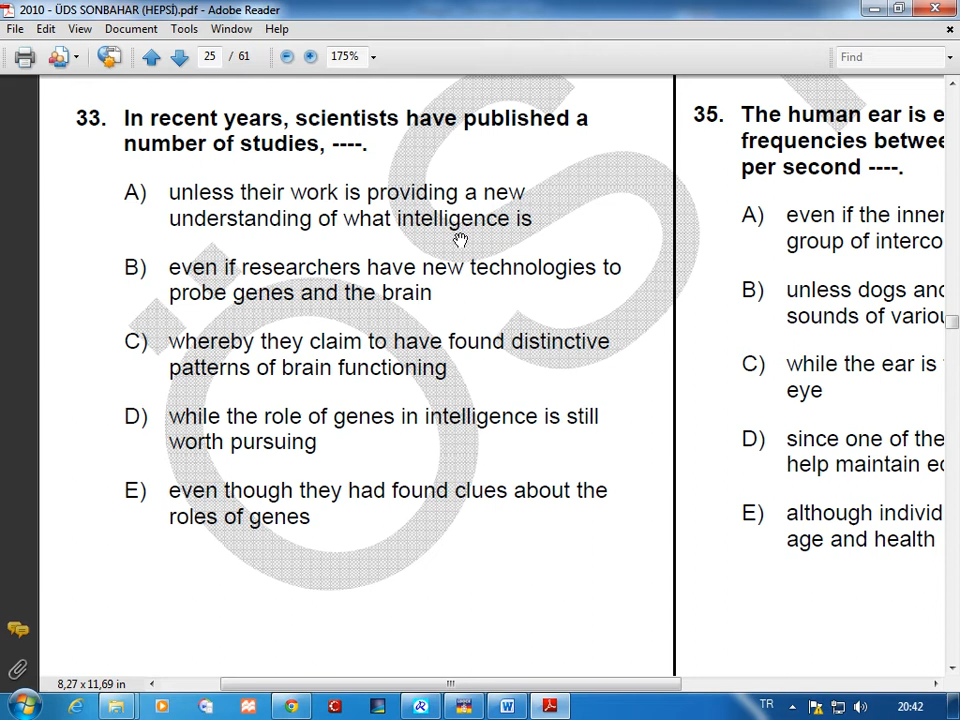 2010 - ÜDS SONBAHAR (HEPSİ).pdf - Adobe Reader
File Edit View Document Tools Window Help
25 / 61 175% Find
33. In recent years, scientists have published a
number of studies, ----.
A) unless their work is providing a new
understanding of what intelligence is
B) even if researchers have new technologies to
probe genes and the brain
C) whereby they claim to have found distinctive
patterns of brain functioning
D) while the role of genes in intelligence is still
worth pursuing
E) even though they had found clues about the
roles of genes
35. The human ear is e
frequencies betwee
per second ----.
A) even if the inner
group of interco
B) unless dogs and
sounds of variou
C) while the ear is
eye
D) since one of the
help maintain e
E) although individ
age and health
8,27 x 11,69 in
TR 20:42